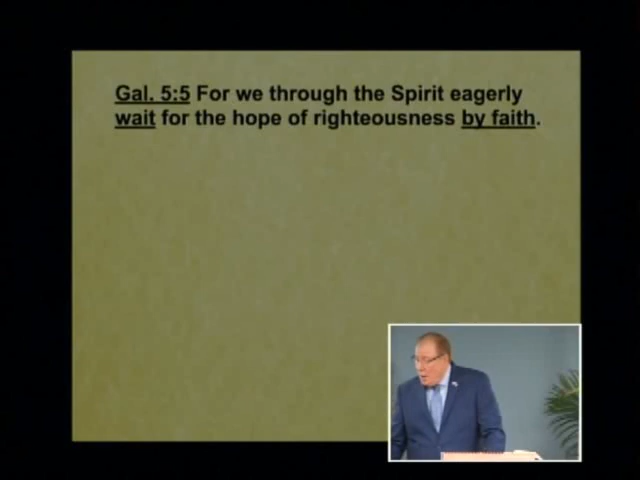 Gal. 5:5 For we through the Spirit eagerly
wait for the hope of righteousness by faith.